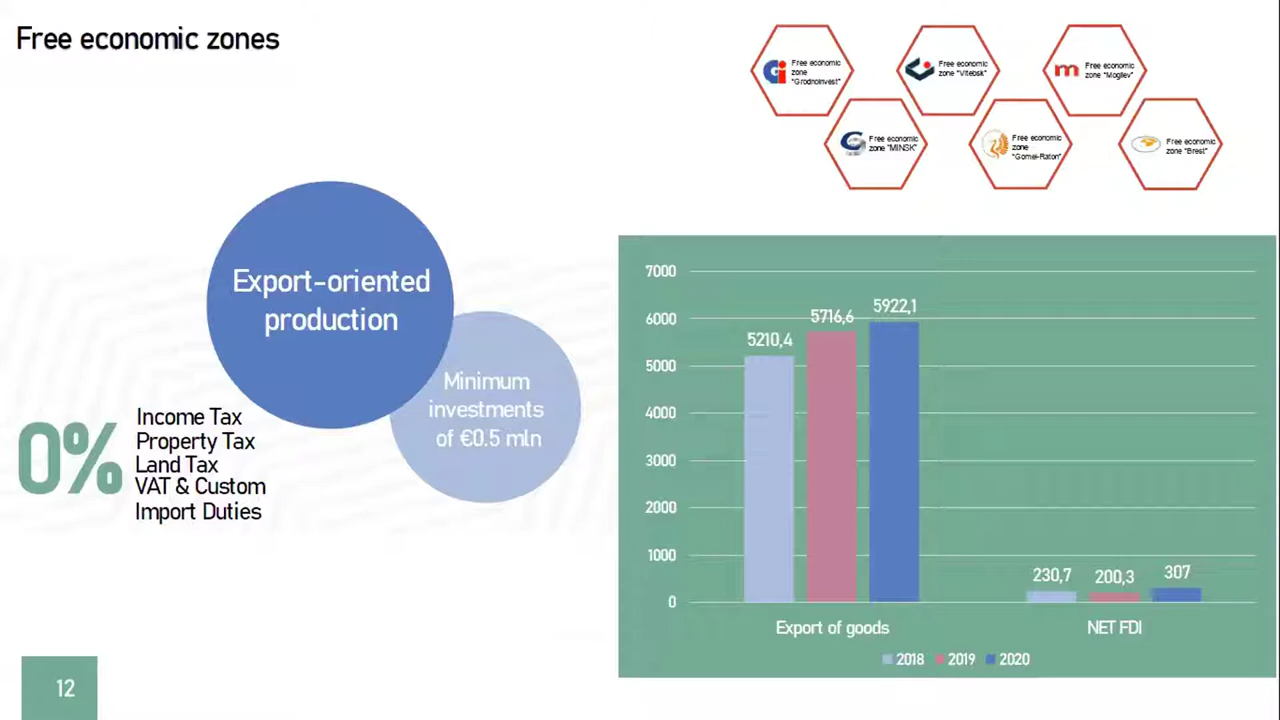 Free economic zones
Free economic
zone
"GrodnoInvest"
Free economic
zone "Vitebsk"
Free economic
zone "Mogilev"
Free economic
zone "MINSK"
Free economic
zone
"Gomel-Raton"
Free economic
zone "Brest"
Export-oriented
production
Minimum
investments
of €0.5 mln
0%
Income Tax
Property Tax
Land Tax
VAT & Custom
Import Duties
7000
6000
5000
4000
3000
2000
1000
0
5210,4
5716,6
5922,1
230,7
200,3
307
Export of goods
NET FDI
2018 2019 2020
12